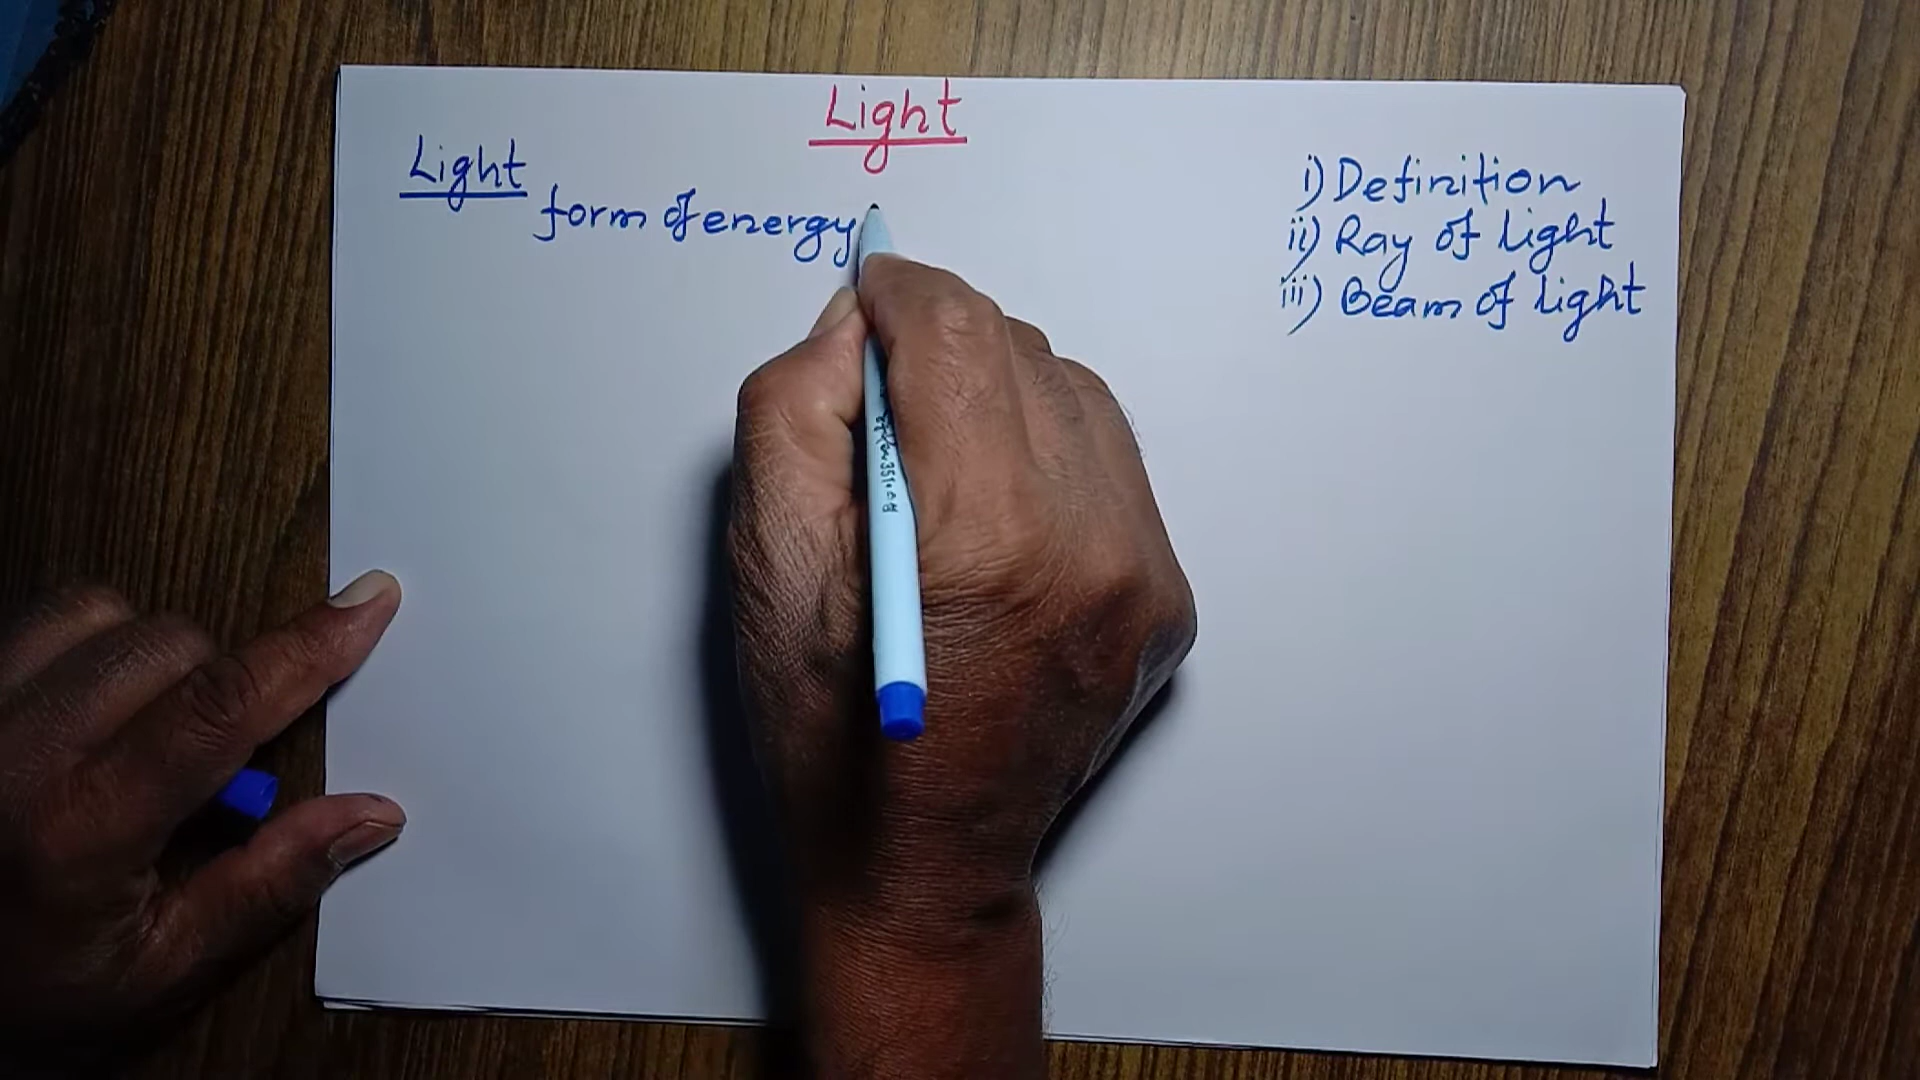 Light
Light
form of energy
i) Definition
ii) Ray of light
iii) Beam of light